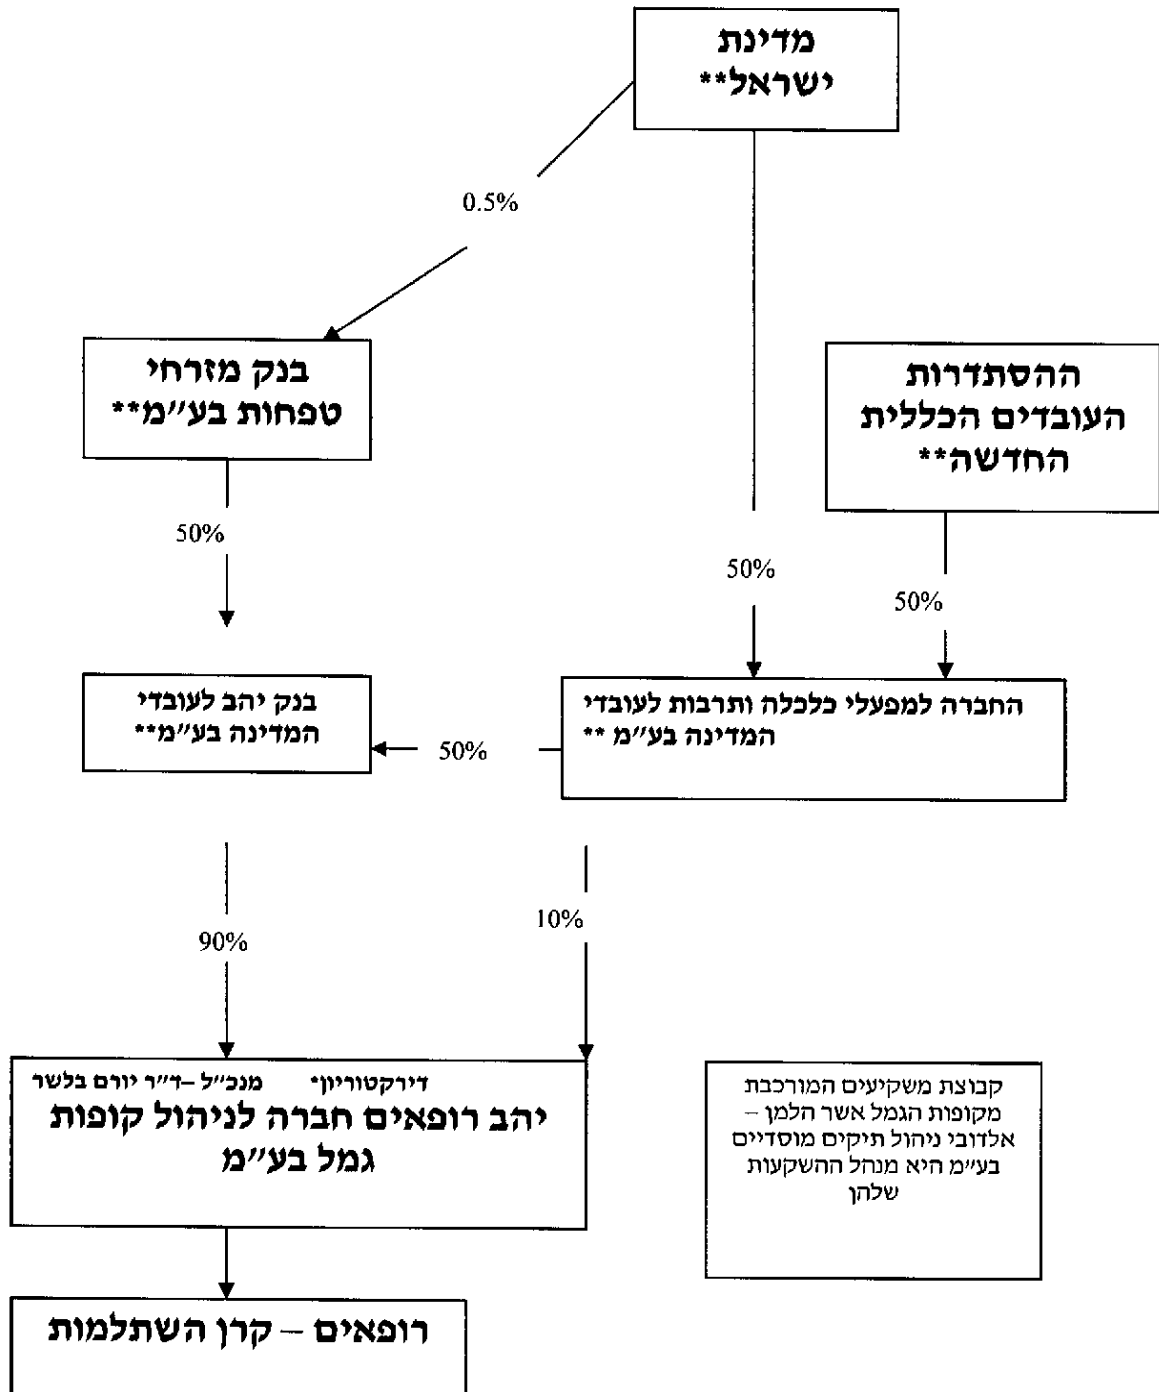 מדינת
ישראל**
0.5%
בנק מזרחי
טפחות בע״מ**
ההסתדרות
העובדים הכללית
החדשה**
50%
50%
50%
בנק יהב לעובדי
המדינה בע״מ**
החברה למפעלי כלכלה ותרבות לעובדי
המדינה בע״מ **
50%
90%
10%
דירקטוריון* מנכ״ל –ד״ר יורם בלשר
יהב רופאים חברה לניהול קופות
גמל בע״מ
קבוצת משקיעים המורכבת
מקופות הגמל אשר הלמן –
אלדובי ניהול תיקים מוסדיים
בע״מ היא מנהל ההשקעות
שלהן
רופאים – קרן השתלמות